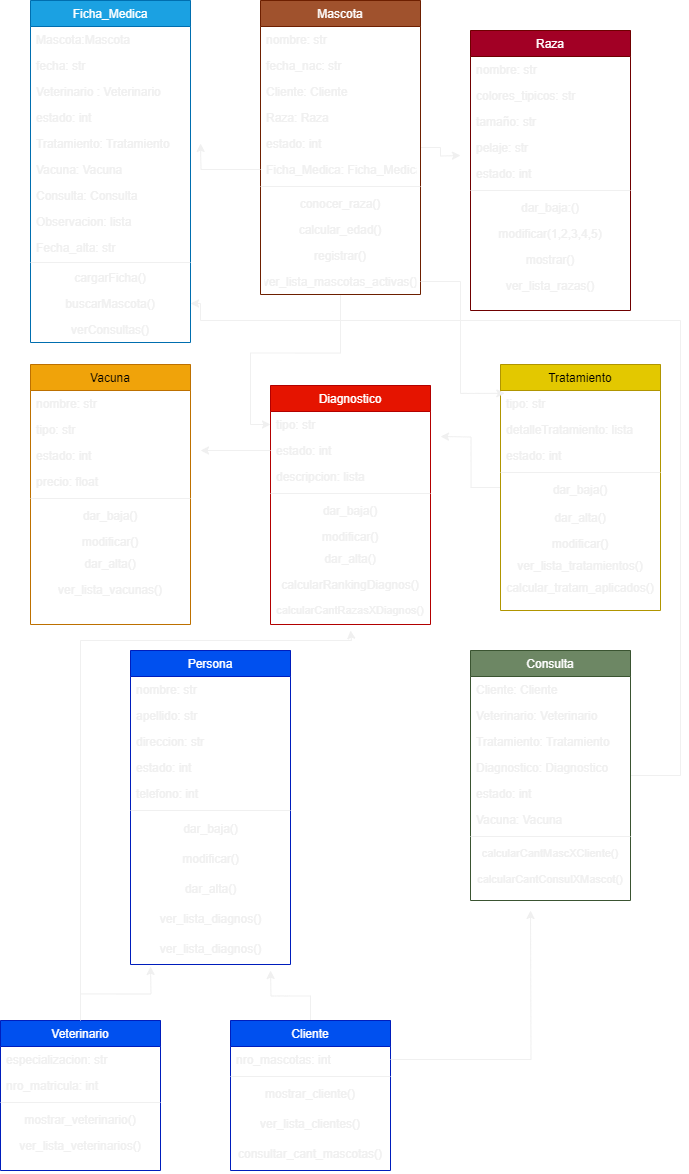 Ficha_Medica
Mascota:Mascota
fecha: str
Veterinario : Veterinario
estado: int
Tratamiento: Tratamiento
Vacuna: Vacuna
Consulta: Consulta
Observacion: lista
Fecha_alta: str
cargarFicha()
buscarMascota()
verConsultas()
Mascota
nombre: str
fecha_nac: str
Cliente: Cliente
Raza: Raza
estado: int
Ficha_Medica: Ficha_Medic
conocer_raza()
calcular_edad()
registrar()
ver_lista_mascotas_activas()
Raza
nombre: str
colores_tipicos: str
tamaño: str
pelaje: str
estado: int
dar_baja:()
modificar(1,2,3,4,5)
mostrar()
ver_lista_razas()
Vacuna
nombre: str
tipo: str
estado: int
precio: float
dar_baja()
modificar()
dar_alta()
ver_lista_vacunas()
Diagnostico
tipo: str
estado: int
descripcion: lista
dar_baja()
modificar()
dar_alta()
calcularRankingDiagnos()
calcularCantRazasXDiagnos()
Tratamiento
tipo: str
detalleTratamiento: lista
estado: int
dar_baja()
dar_alta()
modificar()
ver_lista_tratamientos()
calcular_tratam_aplicados()
Persona
nombre: str
apellido: str
direccion: str
estado: int
telefono: int
dar_baja()
modificar()
dar_alta()
ver_lista_diagnos()
ver_lista_diagnos()
Consulta
Cliente: Cliente
Veterinario: Veterinario
Tratamiento: Tratamiento
Diagnostico: Diagnostico
estado: int
Vacuna: Vacuna
calcularCantMascXCliente()
calcularCantConsulXMascot()
Veterinario
especializacion: str
nro_matricula: int
mostrar_veterinario()
ver_lista_veterinarios()
Cliente
nro_mascotas: int
mostrar_cliente()
ver_lista_clientes()
consultar_cant_mascotas()